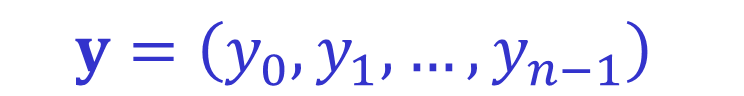 𝐲 = (𝑦₀, 𝑦₁, … , 𝑦ₙ₋₁)